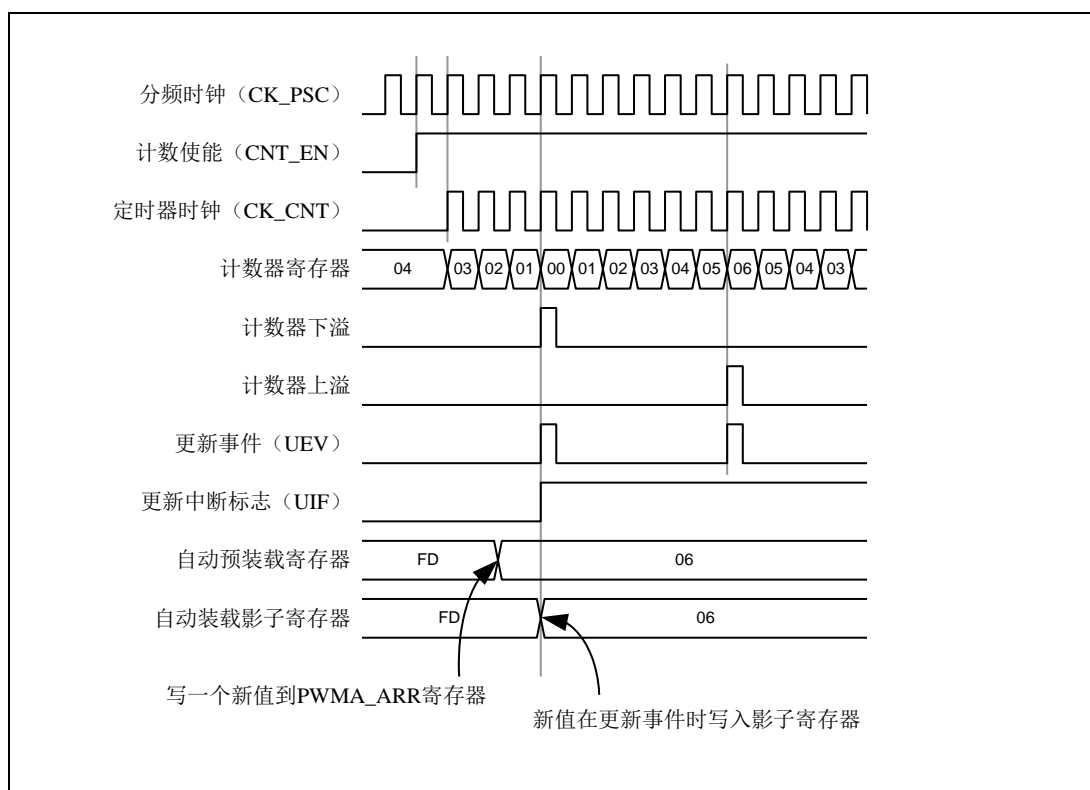 分频时钟（CK_PSC）
计数使能（CNT_EN）
定时器时钟（CK_CNT）
计数器寄存器 04 03 02 01 00 01 02 03 04 05 06 05 04 03
计数器下溢
计数器上溢
更新事件（UEV）
更新中断标志（UIF）
自动预装载寄存器 FD 06
自动装载影子寄存器 FD 06
写一个新值到PWMA_ARR寄存器
新值在更新事件时写入影子寄存器